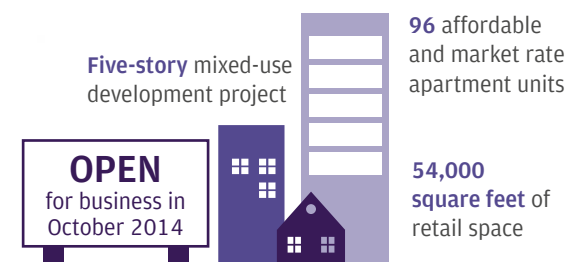 Five-story mixed-use
development project
96 affordable
and market rate
apartment units
OPEN
for business in
October 2014
54,000
square feet of
retail space